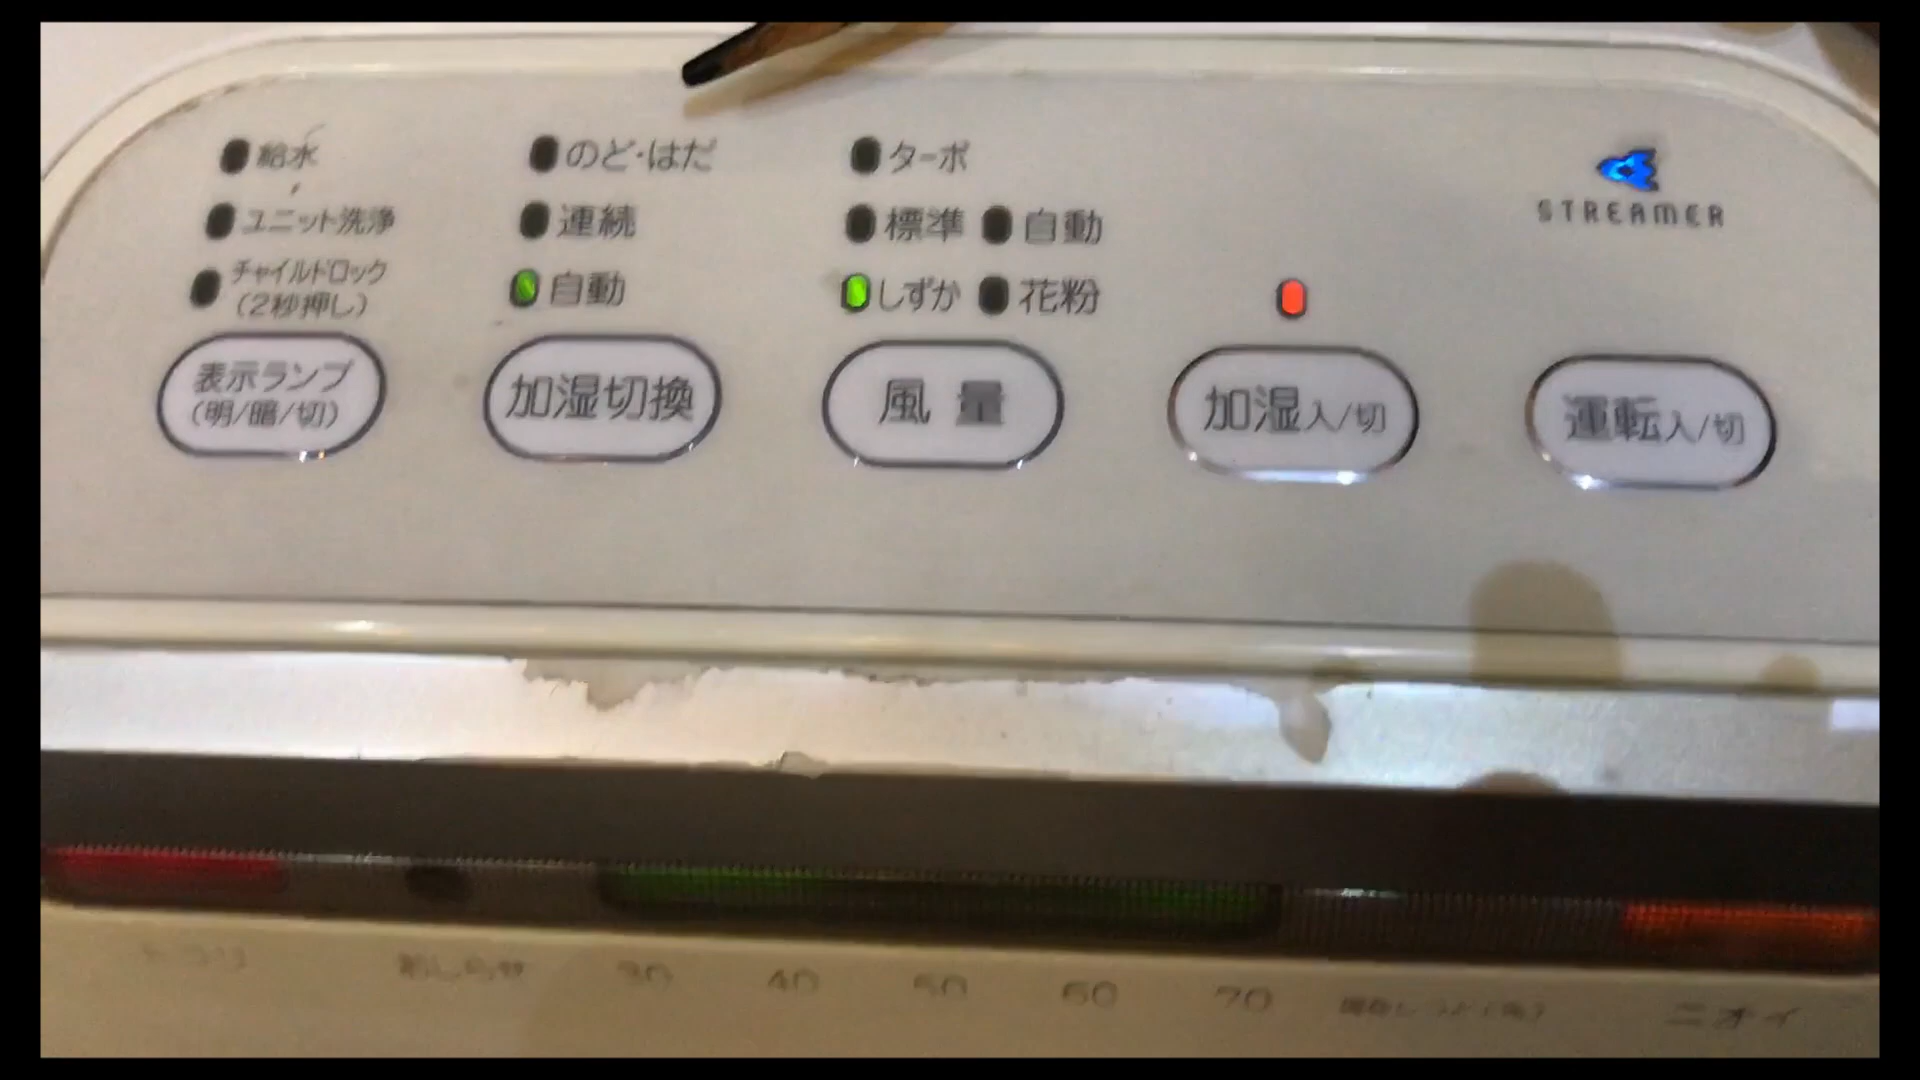 給水
のど・はだ
ターボ
ユニット洗浄
連続
標準
自動
STREAMER
チャイルドロック
(2秒押し)
自動
しずか
花粉
表示ランプ
(明/暗/切)
加湿切換
風量
加湿入/切
運転入/切
30
40
50
60
70
ニオイ